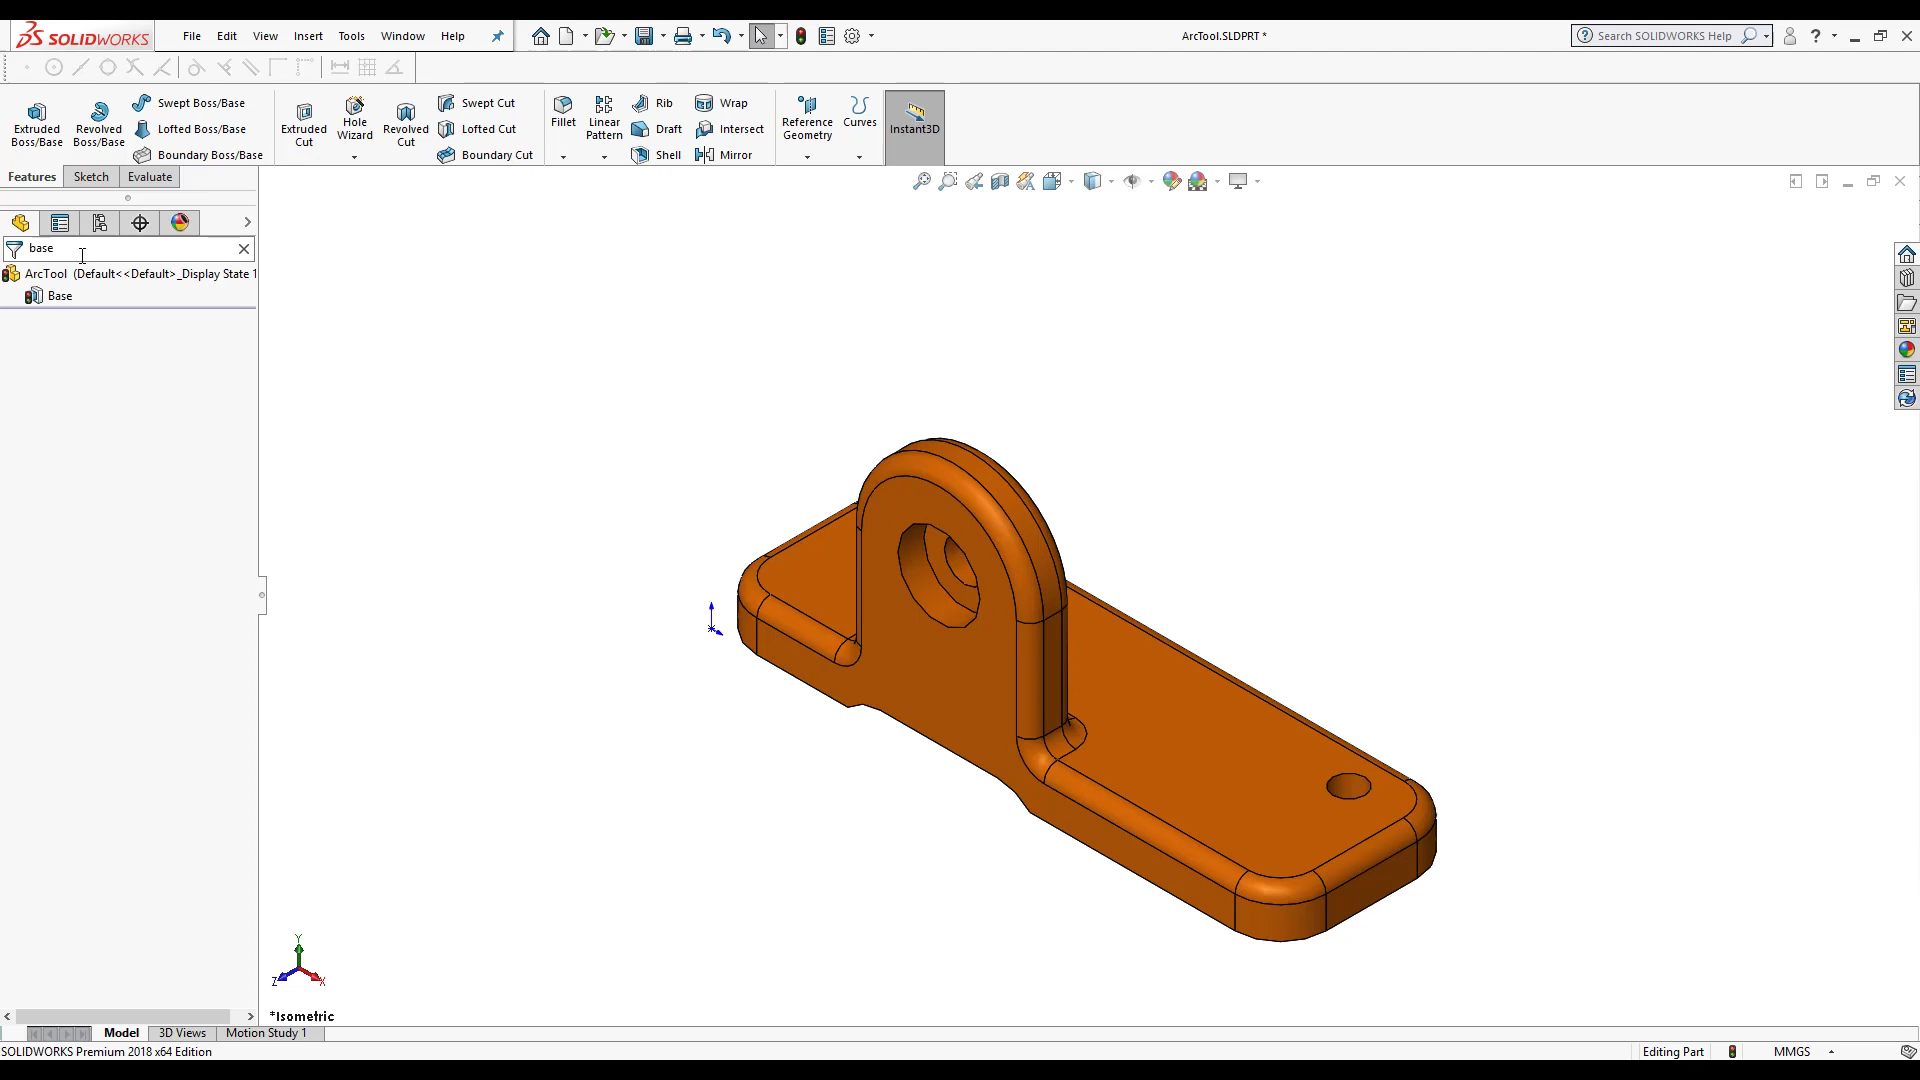 SOLIDWORKS File Edit View Insert Tools Window Help ArcTool.SLDPRT * Search SOLIDWORKS Help ?
Extruded Boss/Base
Revolved Boss/Base
Swept Boss/Base
Lofted Boss/Base
Boundary Boss/Base
Extruded Cut
Hole Wizard
Revolved Cut
Swept Cut
Lofted Cut
Boundary Cut
Fillet
Linear Pattern
Rib
Draft
Shell
Wrap
Intersect
Mirror
Reference Geometry
Curves
Instant3D
Features Sketch Evaluate
base
ArcTool (Default<<Default>_Display State 1
Base
Y
Z X
*Isometric
Model 3D Views Motion Study 1
SOLIDWORKS Premium 2018 x64 Edition Editing Part MMGS